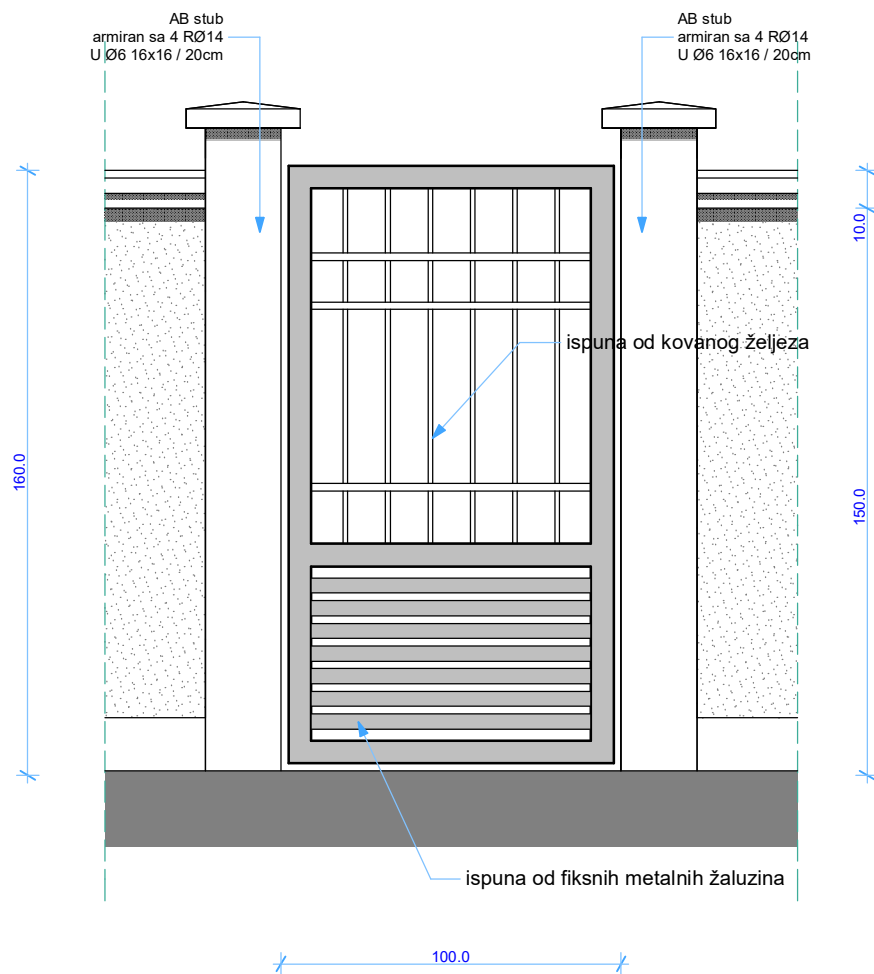 AB stub
armiran sa 4 RØ14
U Ø6 16x16 / 20cm
AB stub
armiran sa 4 RØ14
U Ø6 16x16 / 20cm
10.0
ispuna od kovanog željeza
160.0
150.0
ispuna od fiksnih metalnih žaluzina
100.0